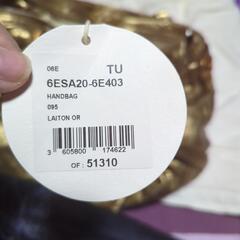 06E TU
6ESA20-6E403
HANDBAG
095
LAITON OR
3 605800 174622
OF : 51310